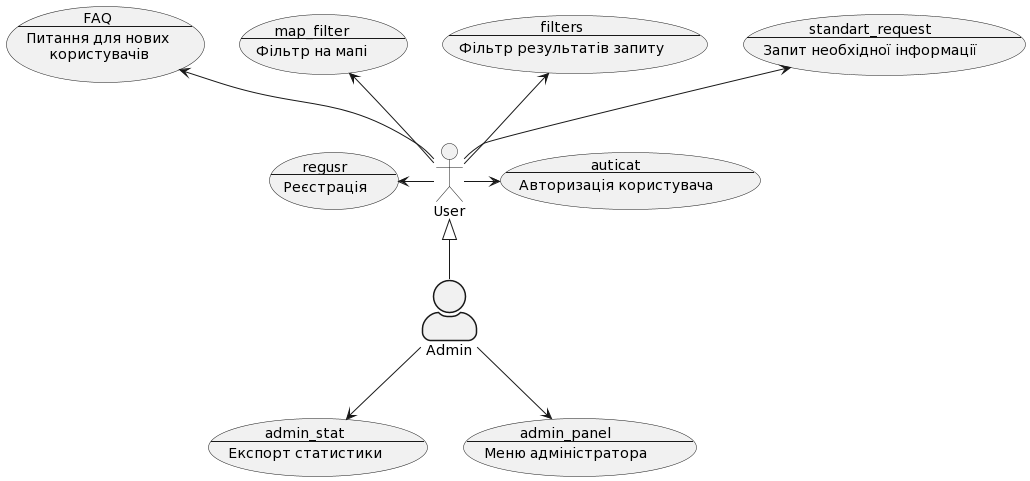 FAQ
Питання для нових
користувачів
map_filter
Фільтр на мапі
filters
Фільтр результатів запиту
standart_request
Запит необхідної інформації
regusr
Реєстрація
User
auticat
Авторизація користувача
Admin
admin_stat
Експорт статистики
admin_panel
Меню адміністратора